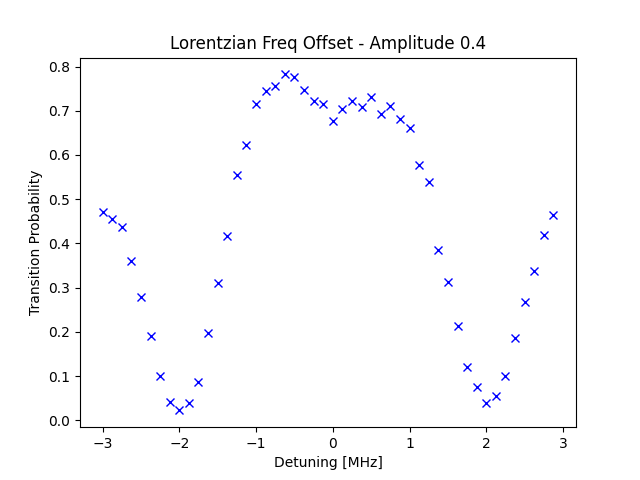 Lorentzian Freq Offset - Amplitude 0.4
0.8
0.7
0.6
0.5
0.4
0.3
0.2
0.1
0.0
Transition Probability
−3 −2 −1 0 1 2 3
Detuning [MHz]